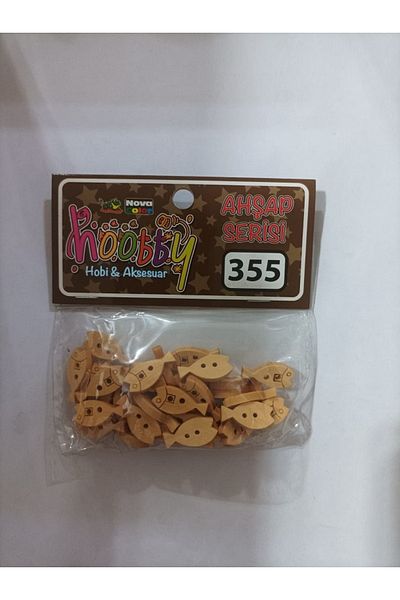 Nova
Color
hoobby
Hobi & Aksesuar
AHŞAP
SERİSİ
355